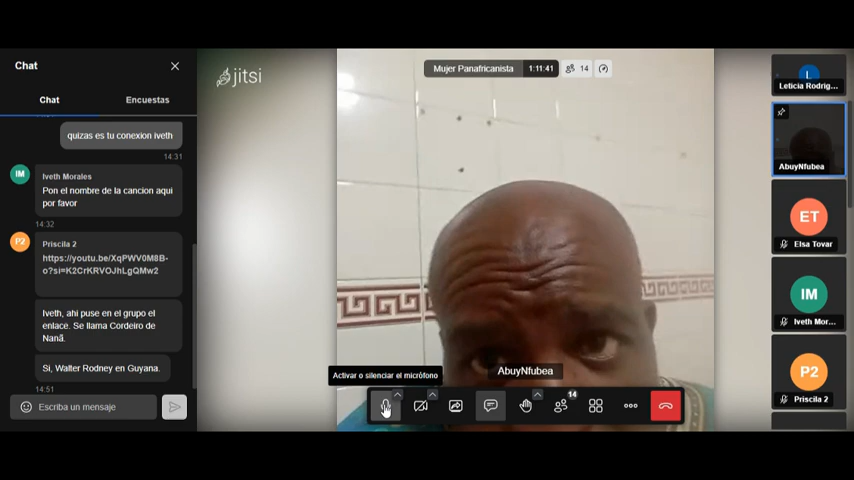 Chat
Chat
Encuestas
quizas es tu conexion iveth
14:31
IM
Iveth Morales
Pon el nombre de la cancion aqui
por favor
14:32
P2
Priscila 2
https://youtu.be/XqPWV0M8B-
o?si=K2CrKRVOJhLgQMw2
Iveth, ahi puse en el grupo el
enlace. Se llama Cordeiro de
Nanã.
Si, Walter Rodney en Guyana.
14:51
Escriba un mensaje
jitsi
Mujer Panafricanista
1:11:41
14
AbuyNfubea
Activar o silenciar el micrófono
14
L
Leticia Rodrig...
AbuyNfubea
ET
Elsa Tovar
IM
Iveth Mor...
P2
Priscila 2